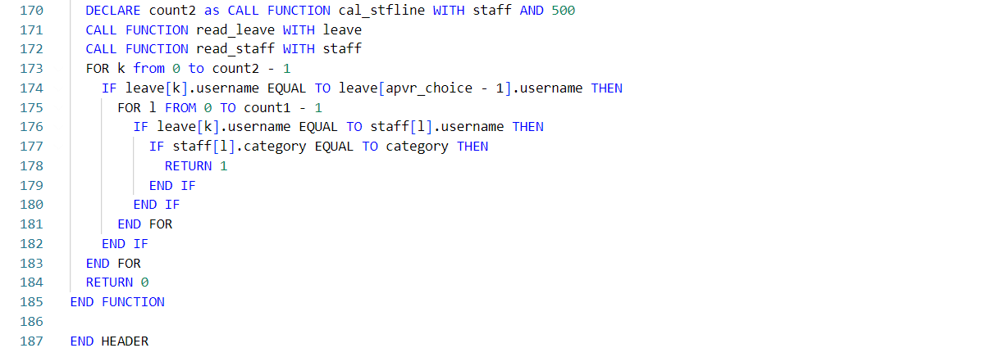 170 DECLARE count2 as CALL FUNCTION cal_stfline WITH staff AND 500
171 CALL FUNCTION read_leave WITH leave
172 CALL FUNCTION read_staff WITH staff
173 FOR k from 0 to count2 - 1
174 IF leave[k].username EQUAL TO leave[apvr_choice - 1].username THEN
175 FOR l FROM 0 TO count1 - 1
176 IF leave[k].username EQUAL TO staff[l].username THEN
177 IF staff[l].category EQUAL TO category THEN
178 RETURN 1
179 END IF
180 END IF
181 END FOR
182 END IF
183 END FOR
184 RETURN 0
185 END FUNCTION
186
187 END HEADER